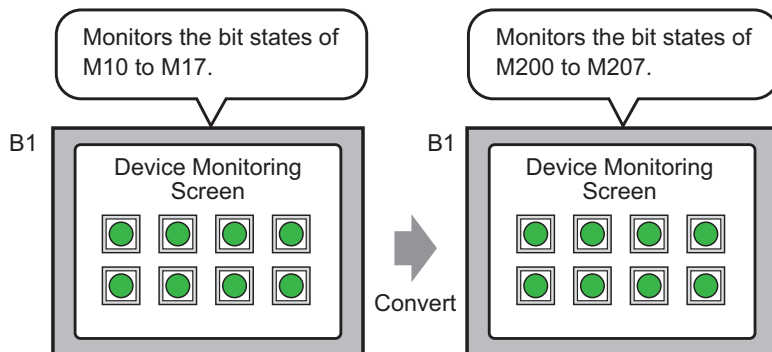 Monitors the bit states of
M10 to M17.
Monitors the bit states of
M200 to M207.
B1
Device Monitoring
Screen
Convert
B1
Device Monitoring
Screen